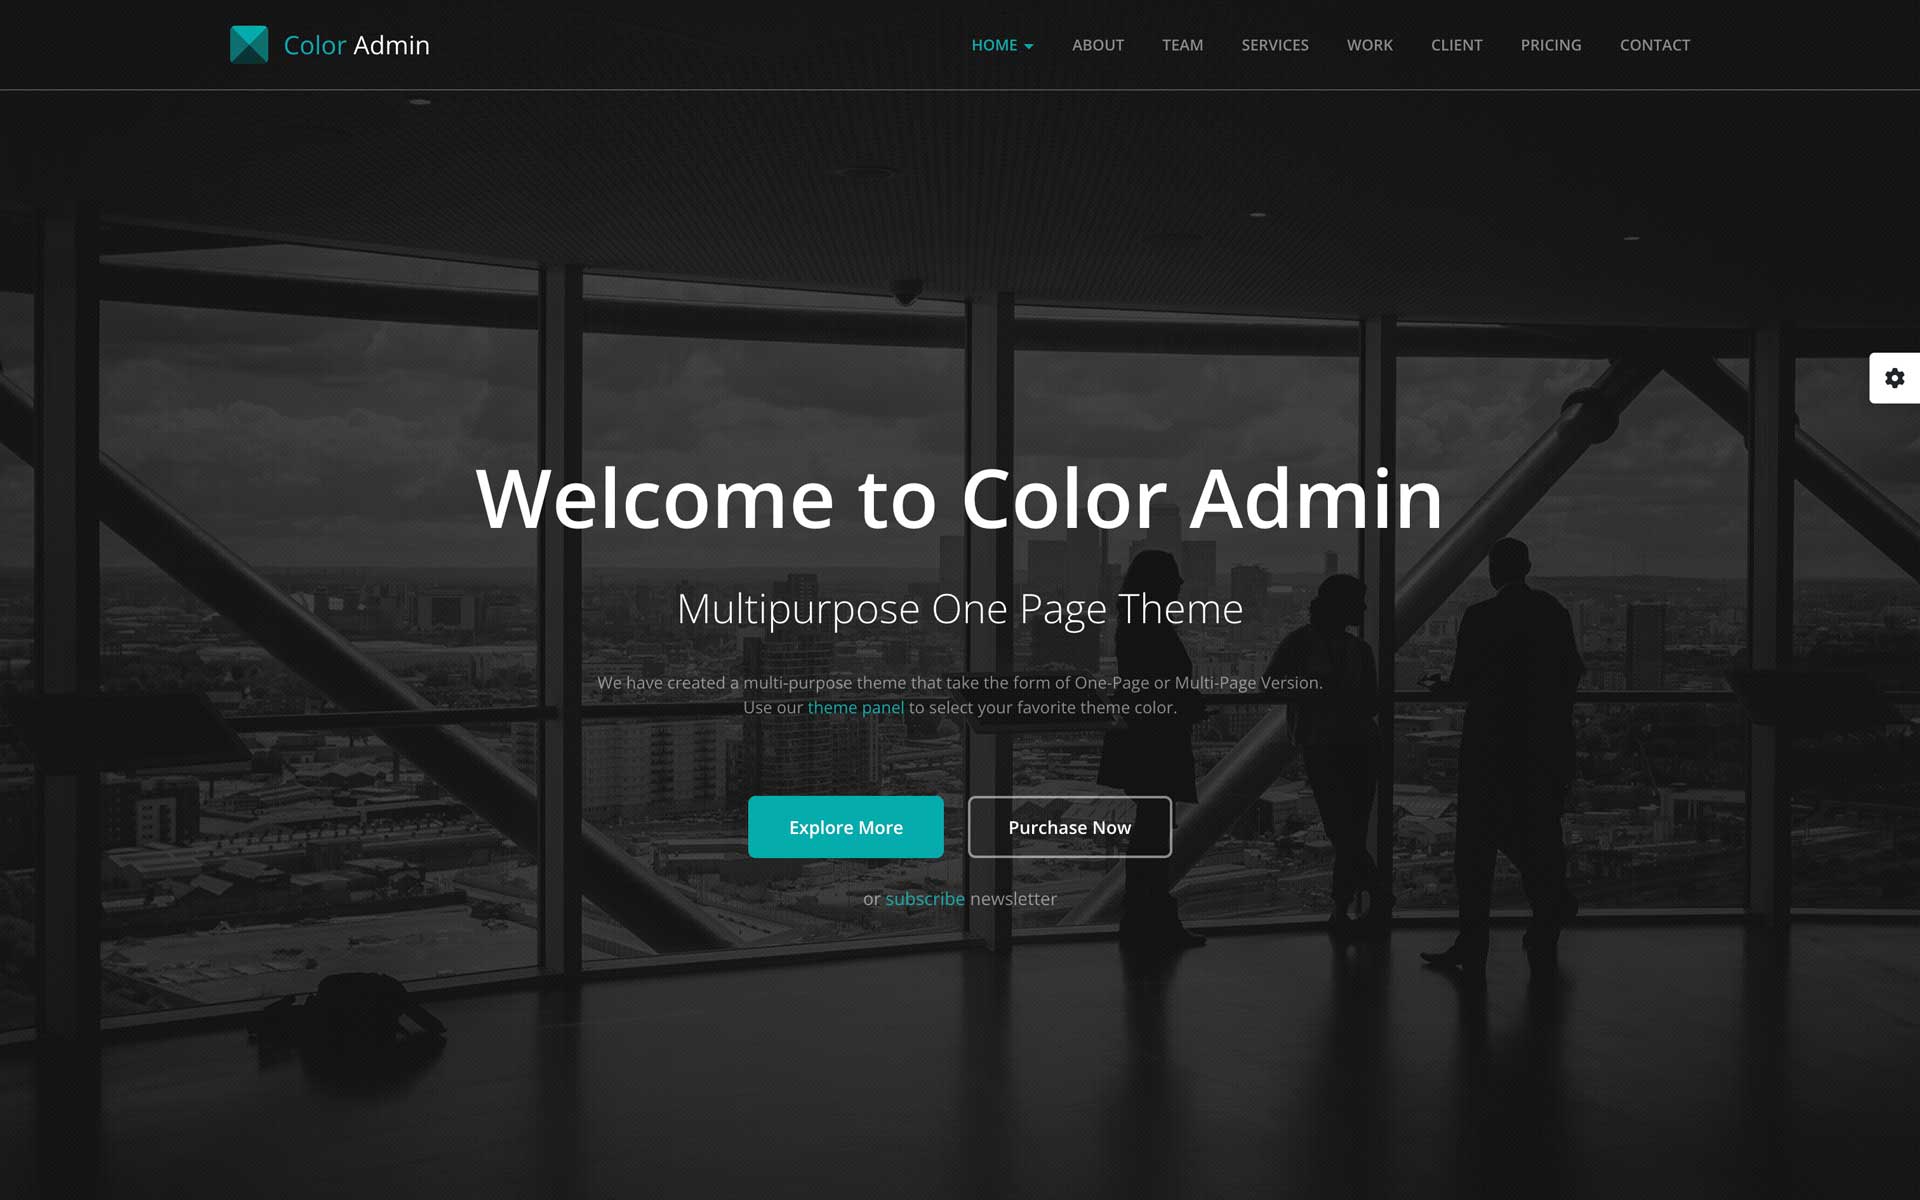 Color Admin
HOME ABOUT TEAM SERVICES WORK CLIENT PRICING CONTACT
Welcome to Color Admin
Multipurpose One Page Theme
We have created a multi-purpose theme that take the form of One-Page or Multi-Page Version.
Use our theme panel to select your favorite theme color.
Explore More Purchase Now
or subscribe newsletter